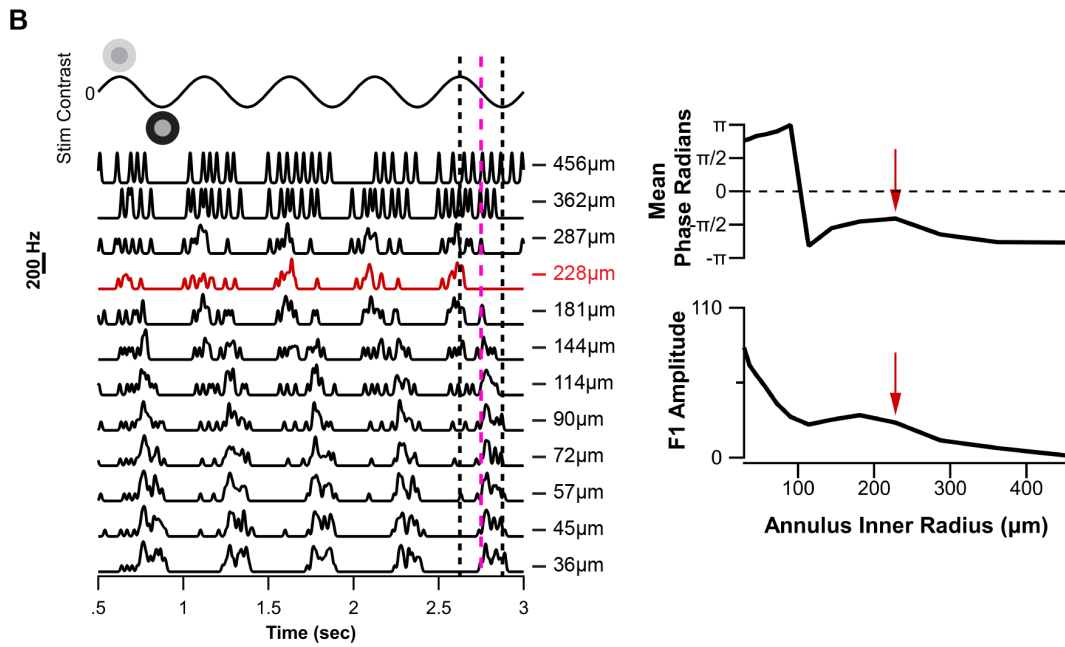 B
Stim Contrast
0
200 Hz
456µm
362µm
287µm
228µm
181µm
144µm
114µm
90µm
72µm
57µm
45µm
36µm
.5 1 1.5 2 2.5 3
Time (sec)
Mean
Phase Radians
π
π/2
0
-π/2
-π
F1 Amplitude
110
0
100 200 300 400
Annulus Inner Radius (µm)